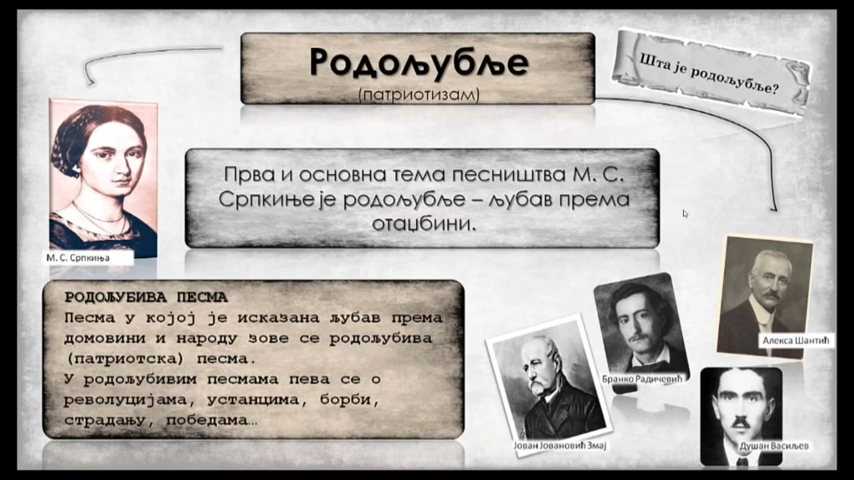 Родољубље
(патриотизам)
Шта је родољубље?
Прва и основна тема песништва М. С.
Српкиње је родољубље – љубав према
отаџбини.
М. С. Српкиња
РОДОЉУБИВА ПЕСМА
Песма у којој је исказана љубав према
домовини и народу зове се родољубива
(патриотска) песма.
У родољубивим песмама пева се о
револуцијама, устанцима, борби,
страдању, победама…
Алекса Шантић
Бранко Радичевић
Јован Јовановић Змај
Душан Васиљев